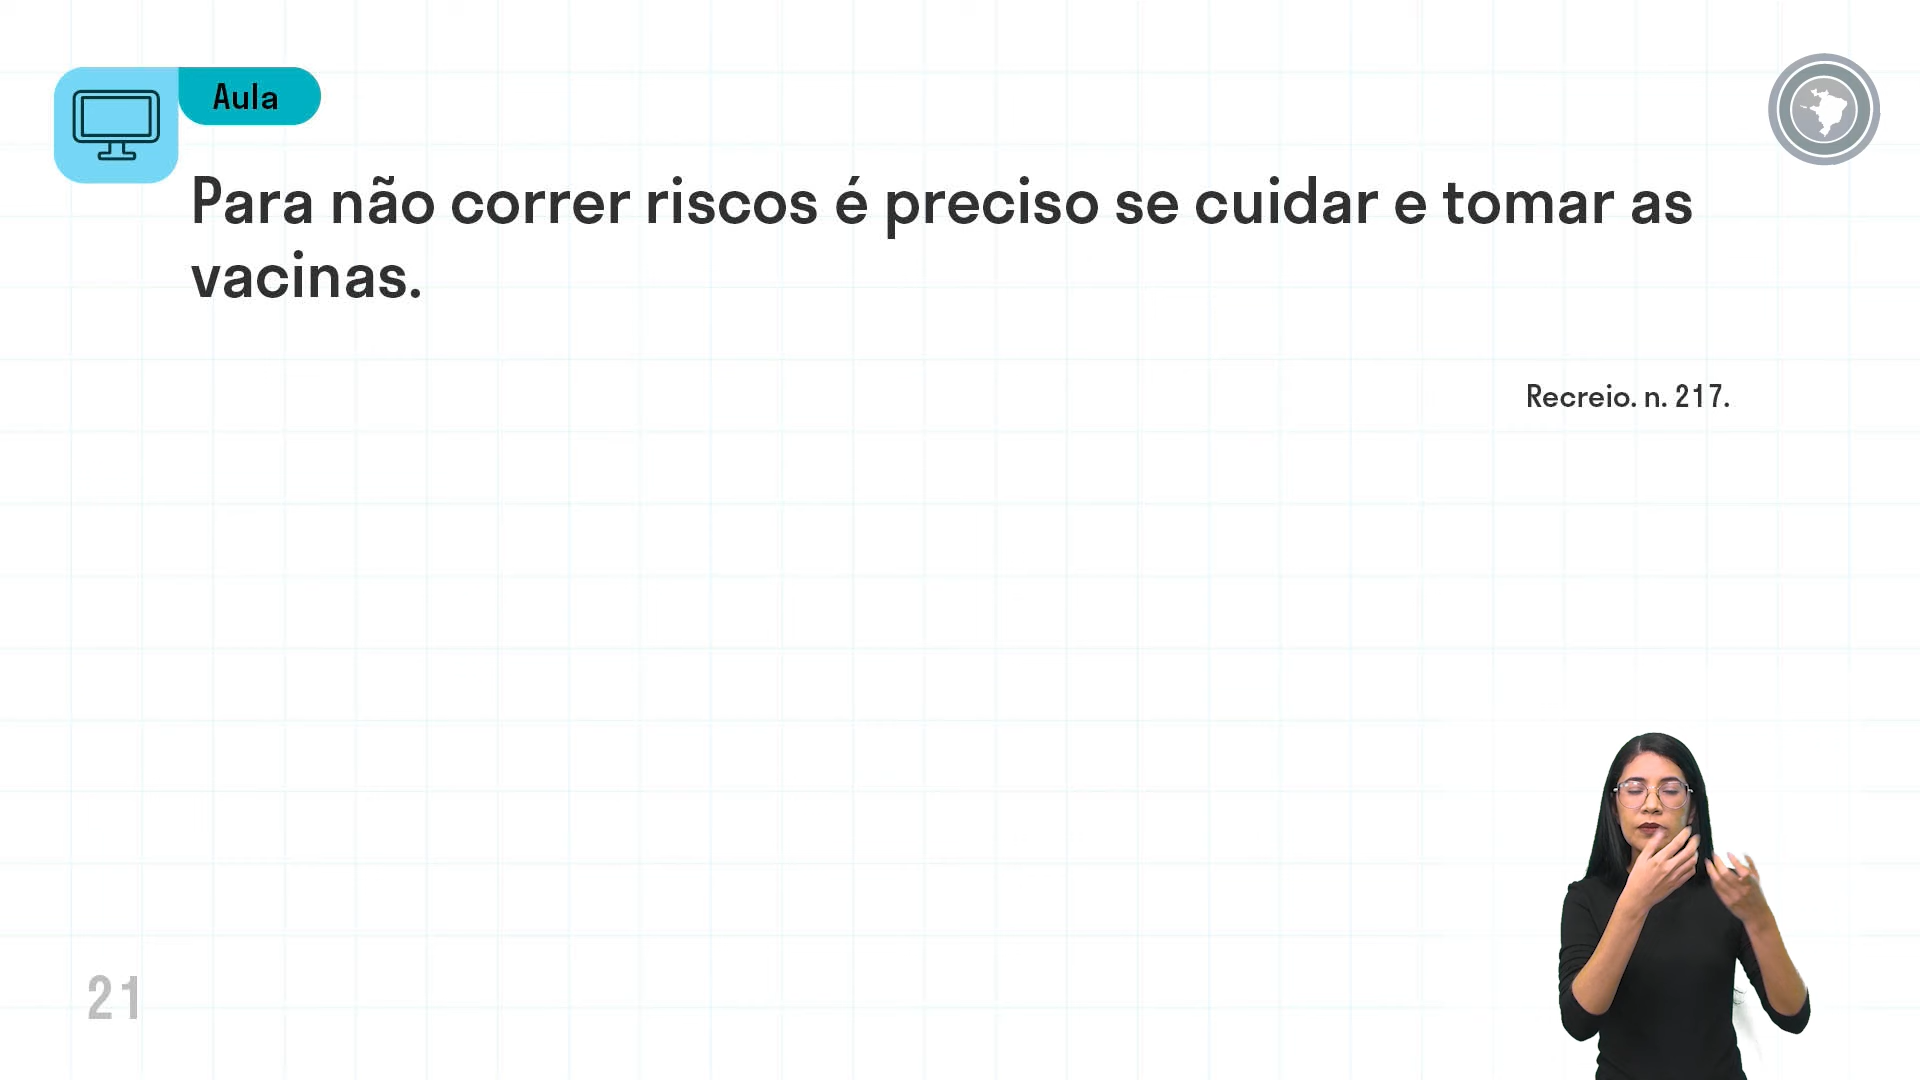 Aula
Para não correr riscos é preciso se cuidar e tomar as
vacinas.
Recreio. n. 217.
21